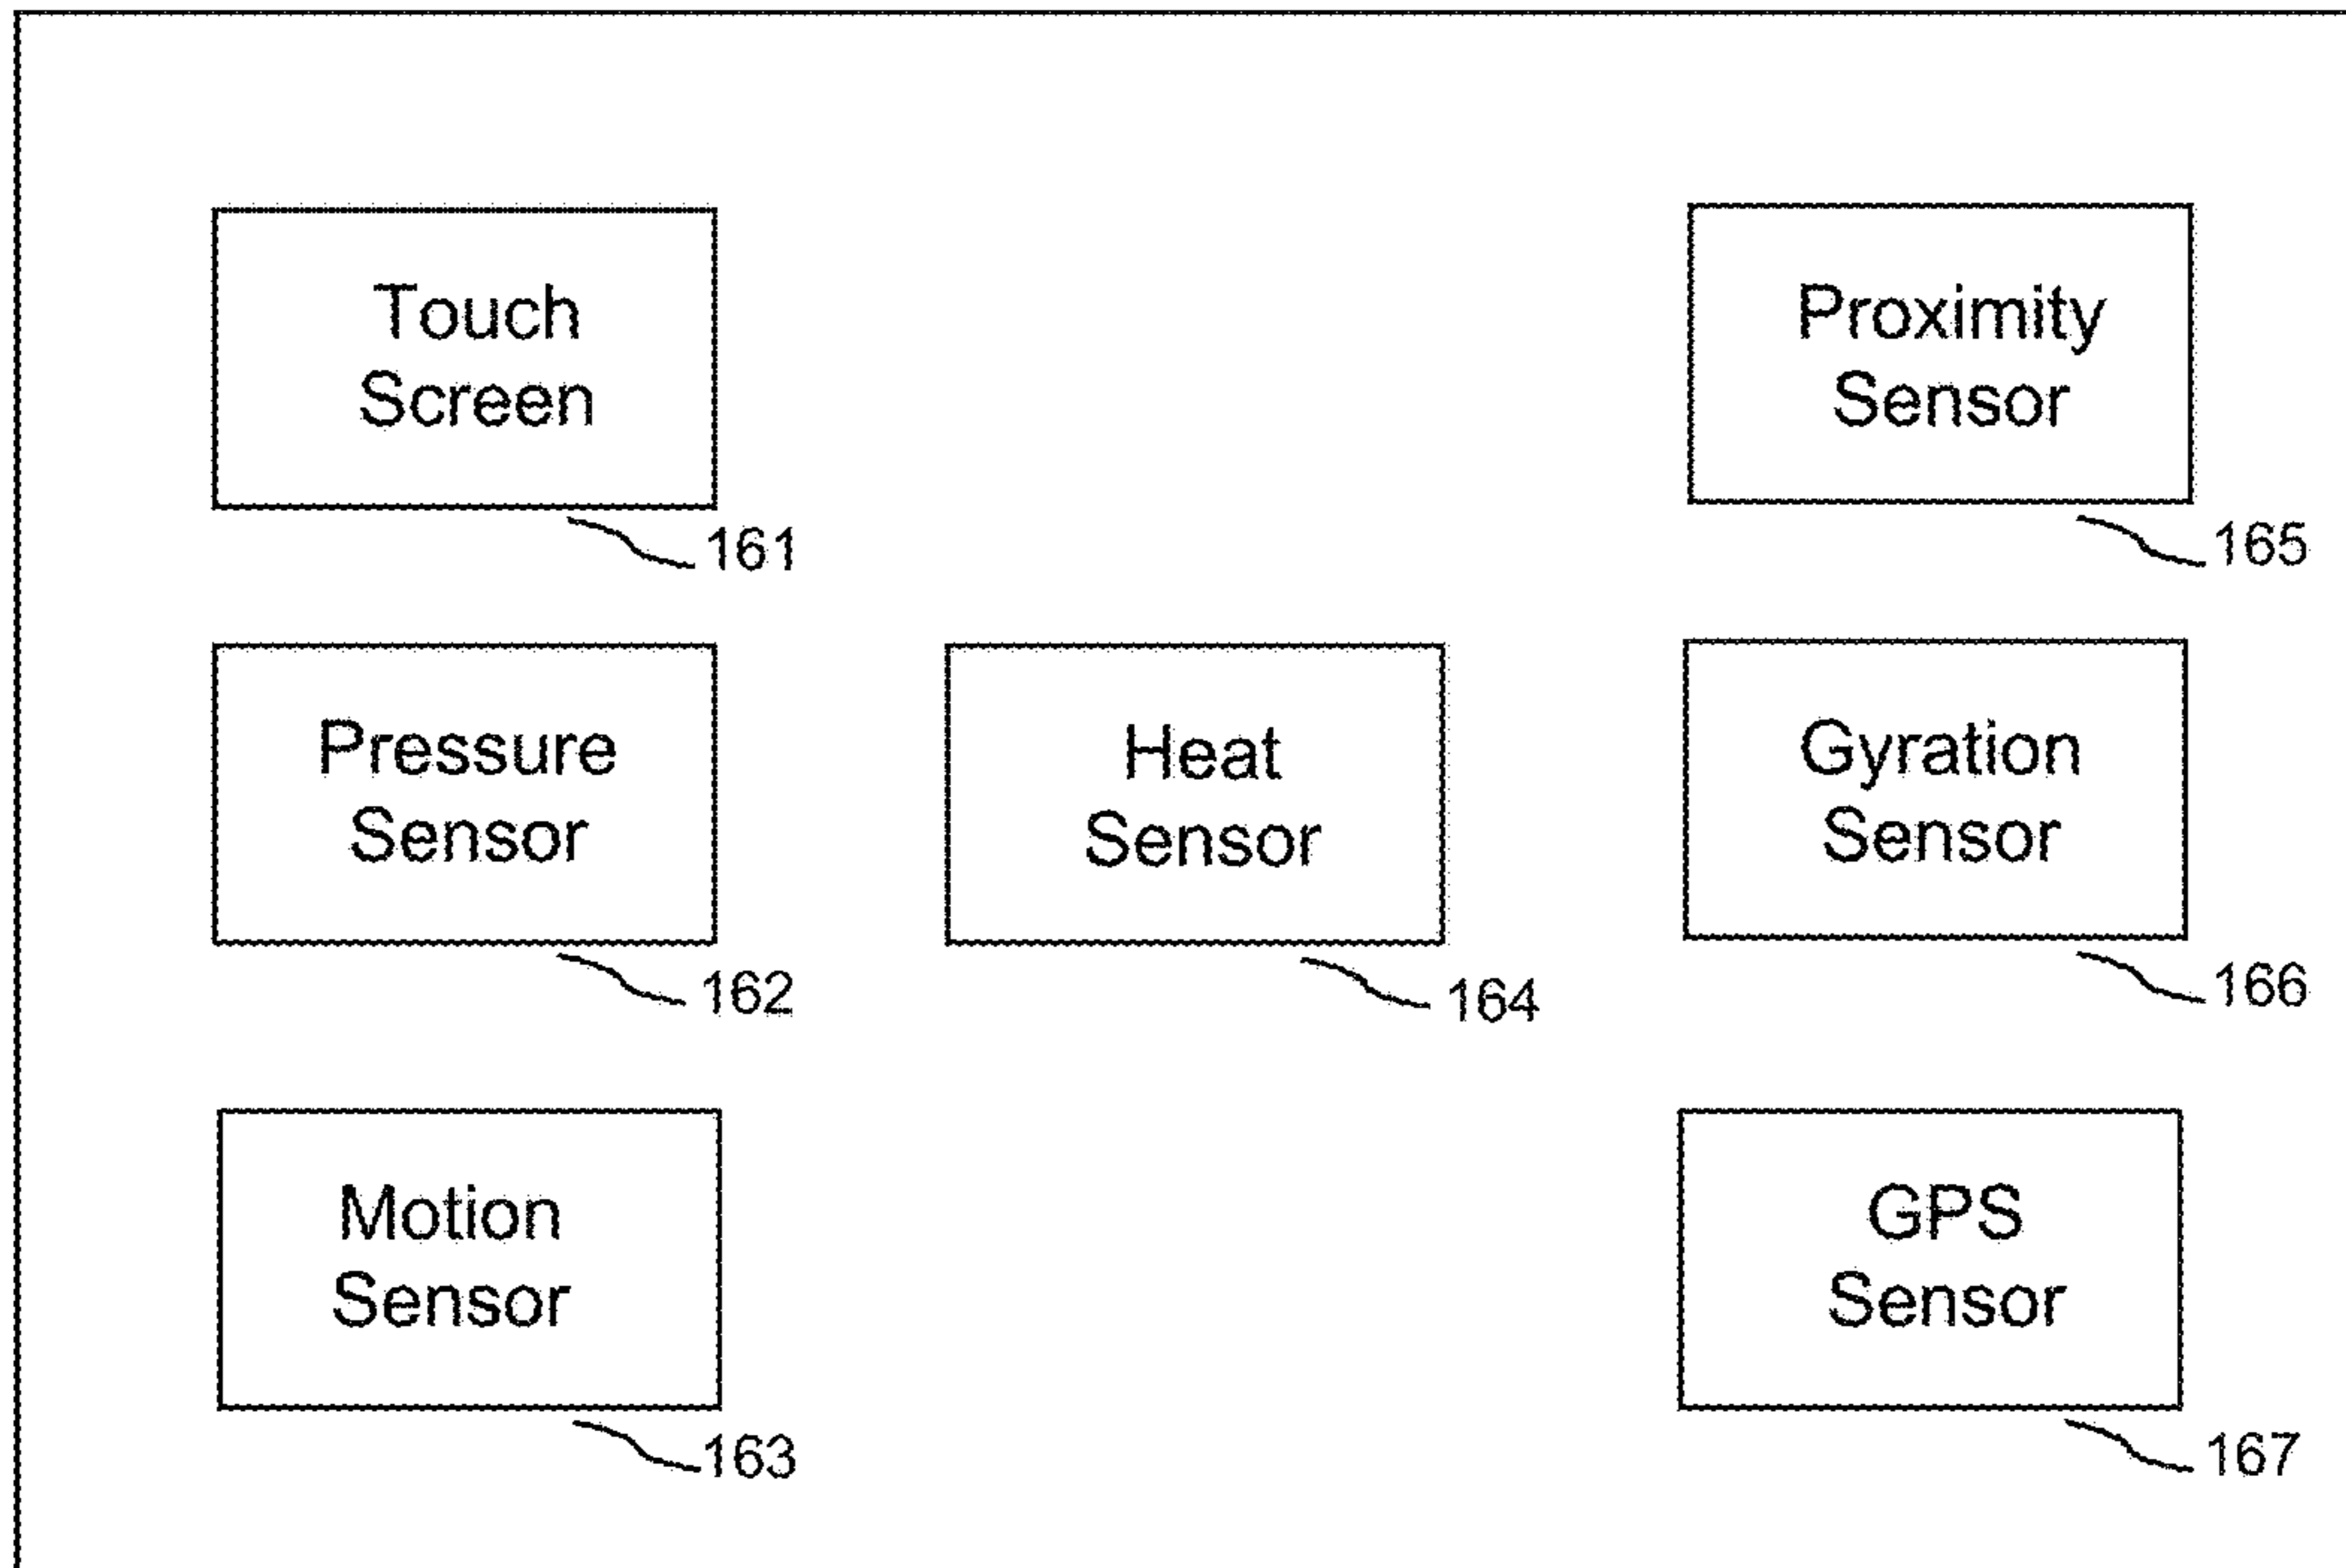 Touch
Screen
161
Proximity
Sensor
165
Pressure
Sensor
162
Heat
Sensor
164
Gyration
Sensor
166
Motion
Sensor
163
GPS
Sensor
167